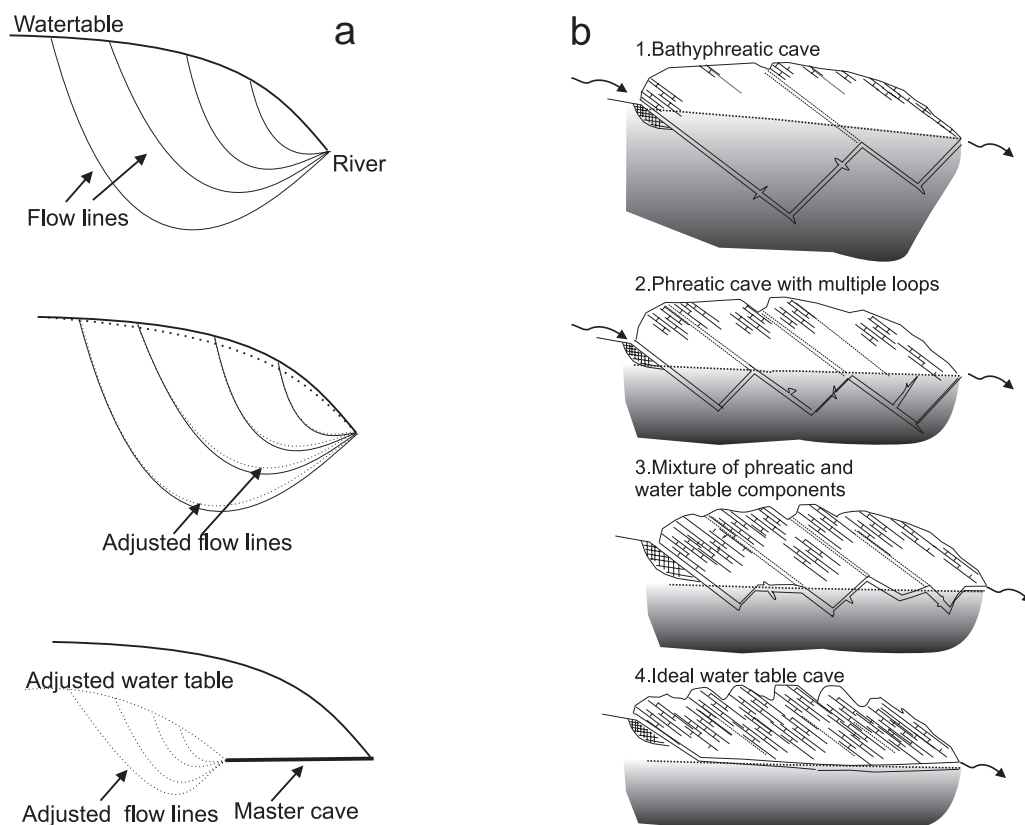 a
Watertable
River
Flow lines
Adjusted flow lines
Adjusted water table
Adjusted flow lines
Master cave
b
1.Bathyphreatic cave
2.Phreatic cave with multiple loops
3.Mixture of phreatic and
water table components
4.Ideal water table cave